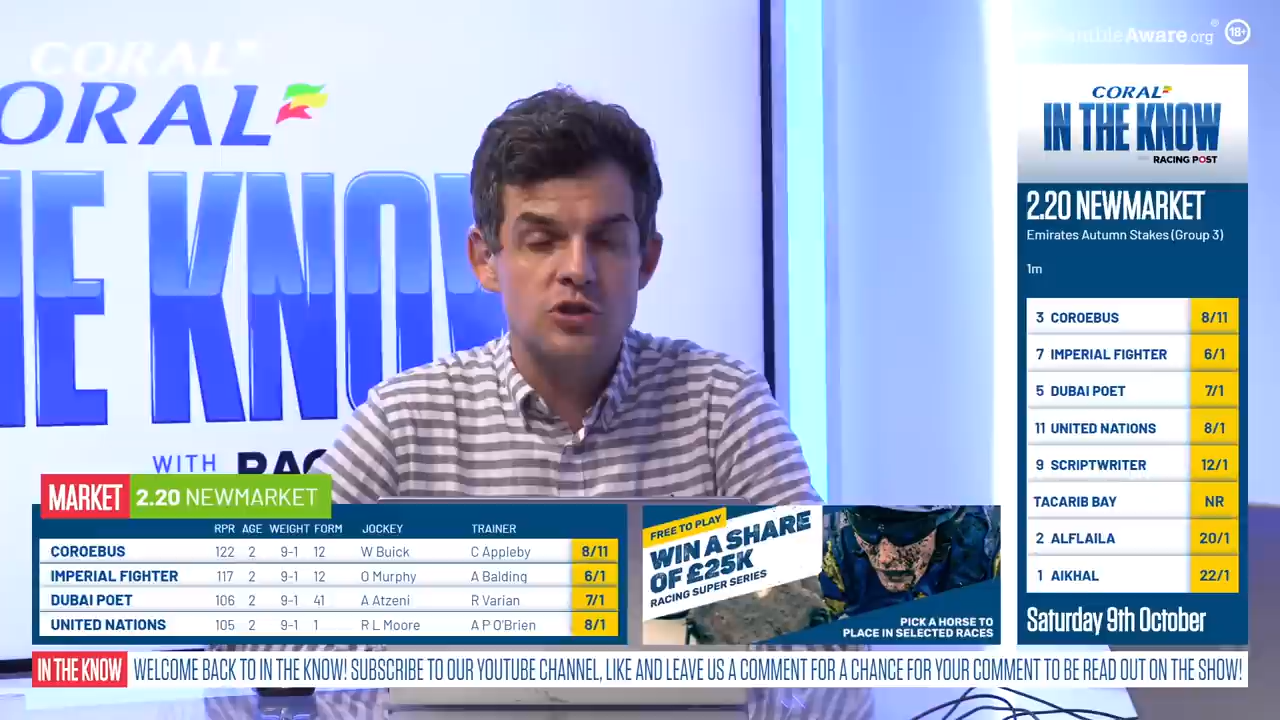 CORAL
ORAL
E KNOW
WITH RAC
Aware.org 18+
CORAL
IN THE KNOW
RACING POST
2.20 NEWMARKET
Emirates Autumn Stakes (Group 3)
1m
3 COROEBUS 8/11
7 IMPERIAL FIGHTER 6/1
5 DUBAI POET 7/1
11 UNITED NATIONS 8/1
9 SCRIPTWRITER 12/1
TACARIB BAY NR
2 ALFLAILA 20/1
1 AIKHAL 22/1
Saturday 9th October
MARKET 2.20 NEWMARKET
RPR AGE WEIGHT FORM JOCKEY TRAINER
COROEBUS 122 2 9-1 12 W Buick C Appleby 8/11
IMPERIAL FIGHTER 117 2 9-1 12 O Murphy A Balding 6/1
DUBAI POET 106 2 9-1 41 A Atzeni R Varian 7/1
UNITED NATIONS 105 2 9-1 1 R L Moore A P O'Brien 8/1
FREE TO PLAY
WIN A SHARE
OF £25K
RACING SUPER SERIES
PICK A HORSE TO
PLACE IN SELECTED RACES
IN THE KNOW WELCOME BACK TO IN THE KNOW! SUBSCRIBE TO OUR YOUTUBE CHANNEL, LIKE AND LEAVE US A COMMENT FOR A CHANCE FOR YOUR COMMENT TO BE READ OUT ON THE SHOW!